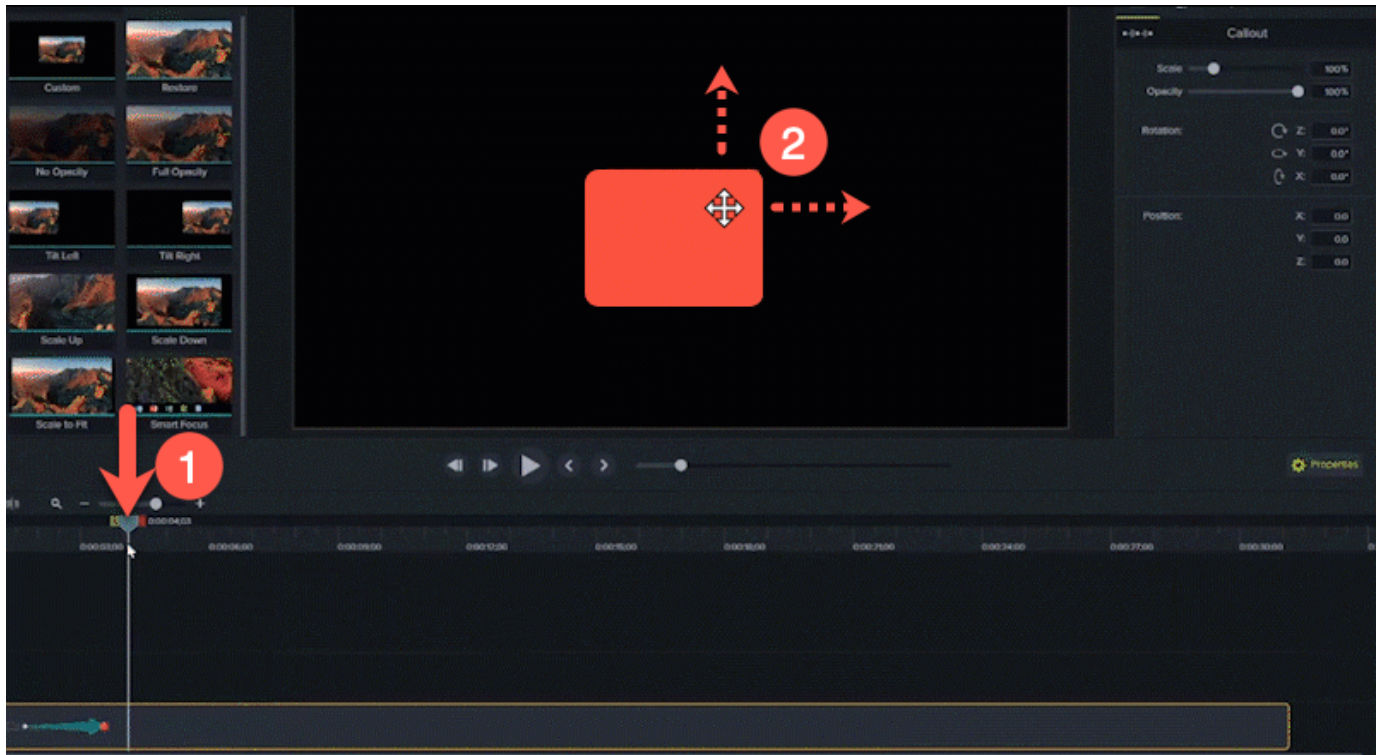 Callout
Custom
Restore
Scale
100%
Opacity
100%
No Opacity
Full Opacity
Rotation:
Z:
0.0°
Y:
0.0°
X:
0.0°
2
Tilt Left
Tilt Right
Position:
X:
0.0
Y:
0.0
Z:
0.0
Scale Up
Scale Down
Scale to Fit
Smart Focus
1
Properties
0:00:04;03
0:00:03;00
0:00:06;00
0:00:09;00
0:00:12;00
0:00:15;00
0:00:18;00
0:00:21;00
0:00:24;00
0:00:27;00
0:00:30;00